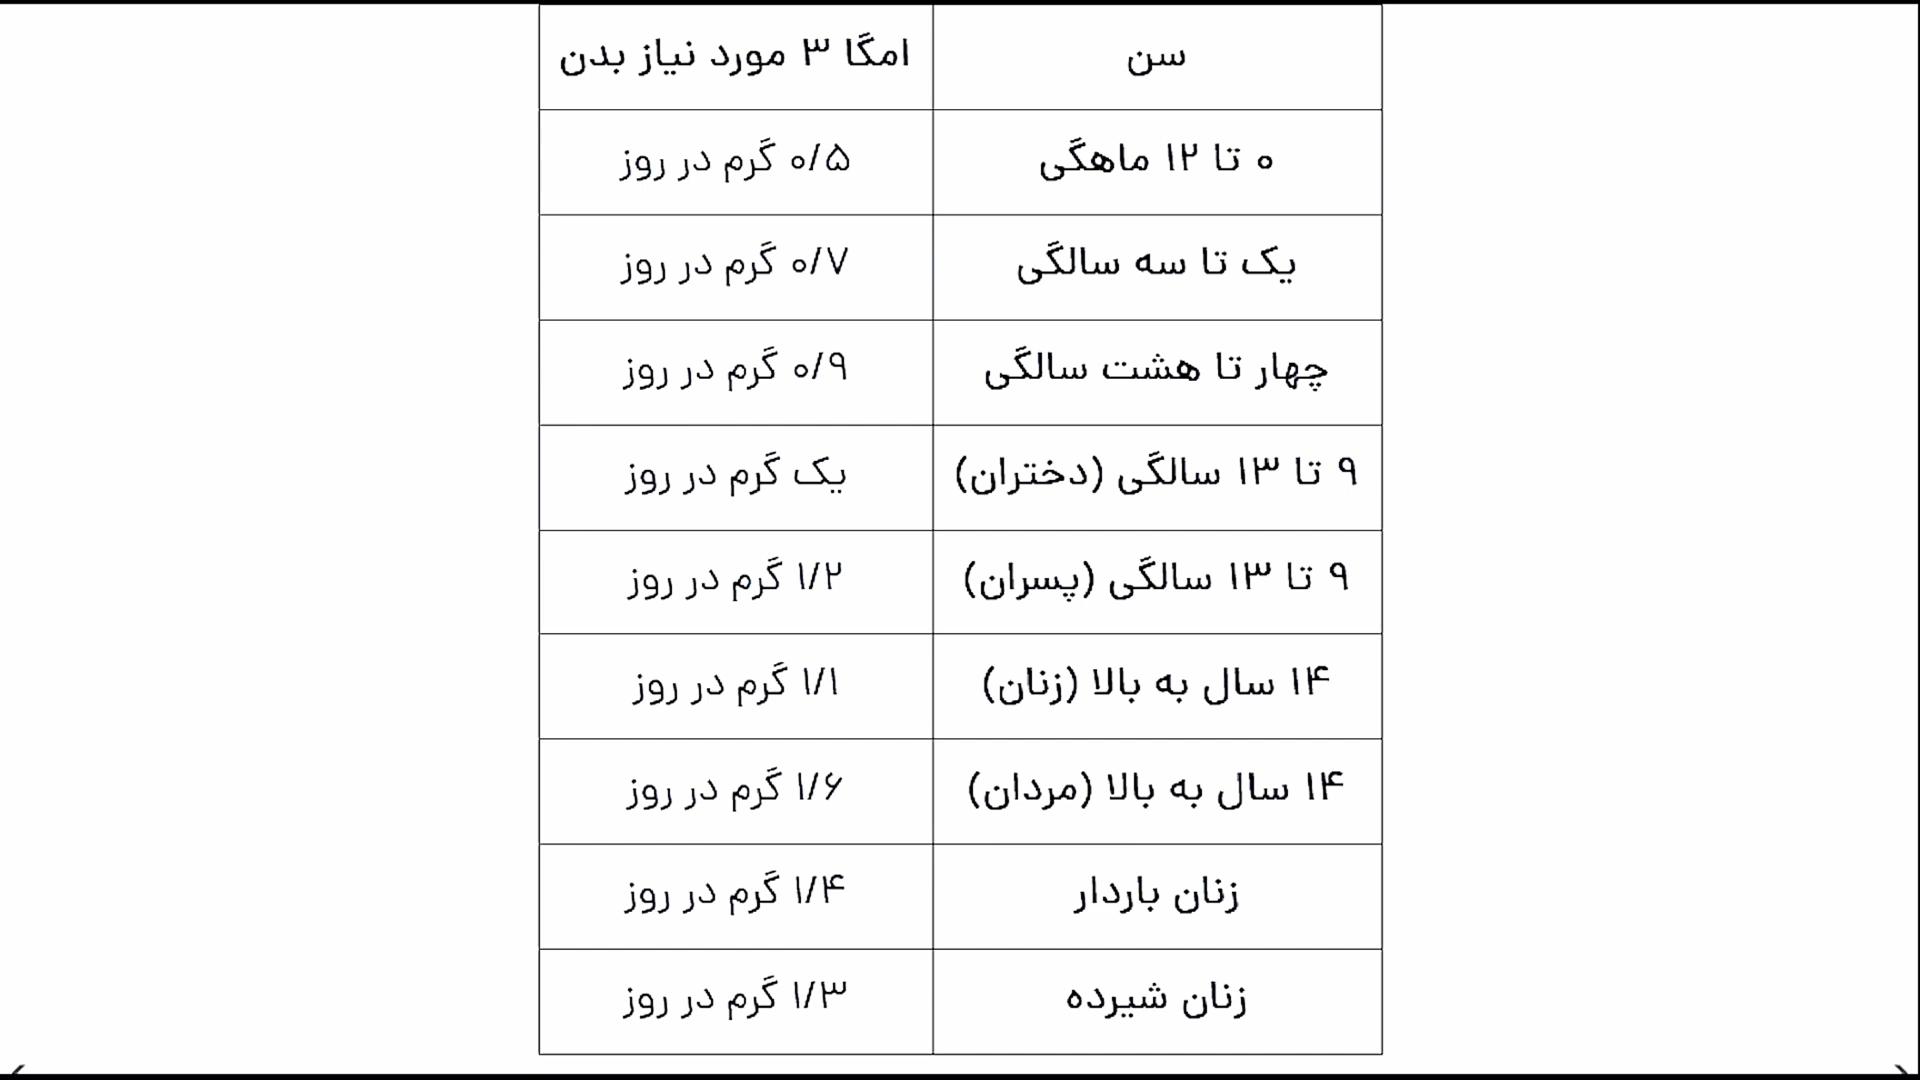 سن امگا ۳ مورد نیاز بدن
۰ تا ۱۲ ماهگی ۰/۵ گرم در روز
یک تا سه سالگی ۰/۷ گرم در روز
چهار تا هشت سالگی ۰/۹ گرم در روز
۹ تا ۱۳ سالگی (دختران) یک گرم در روز
۹ تا ۱۳ سالگی (پسران) ۱/۲ گرم در روز
۱۴ سال به بالا (زنان) ۱/۱ گرم در روز
۱۴ سال به بالا (مردان) ۱/۶ گرم در روز
زنان باردار ۱/۴ گرم در روز
زنان شیرده ۱/۳ گرم در روز